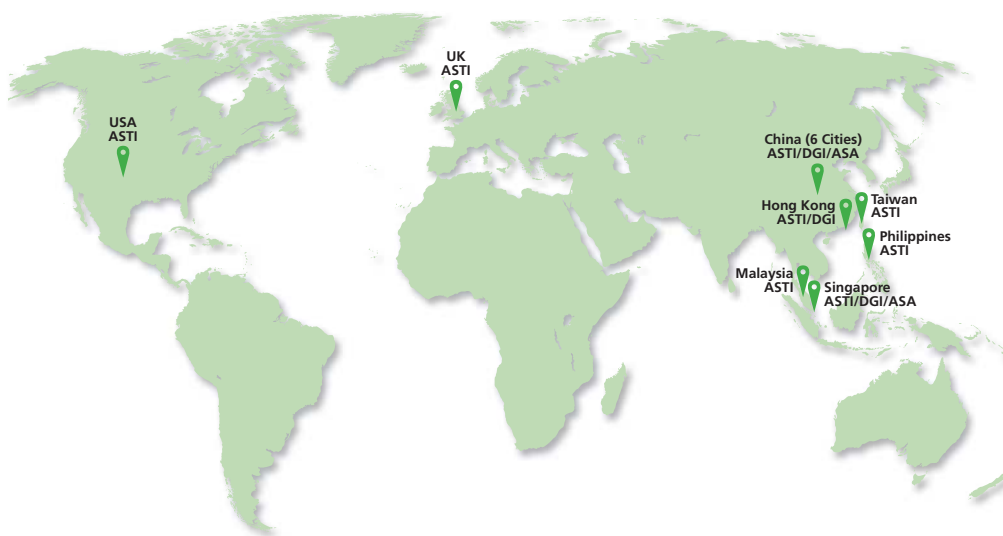 UK
ASTI
USA
ASTI
China (6 Cities)
ASTI/DGI/ASA
Hong Kong
ASTI/DGI
Taiwan
ASTI
Philippines
ASTI
Malaysia
ASTI
Singapore
ASTI/DGI/ASA